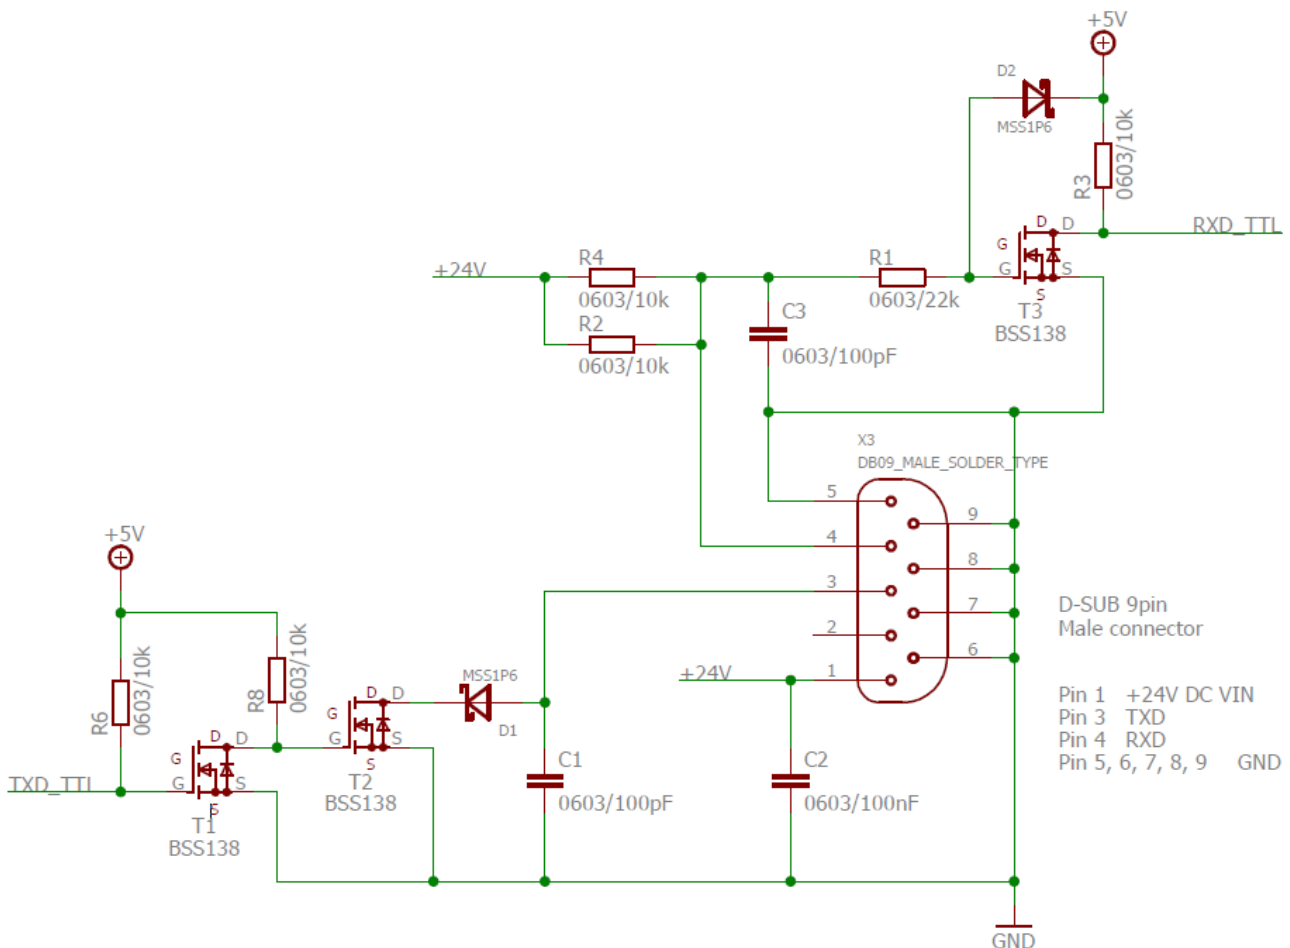 +5V
D2
MSS1P6
R3
0603/10k
D
G
D
G
S
S
T3
BSS138
RXD_TTL
+24V
R4
0603/10k
R2
0603/10k
R1
0603/22k
C3
0603/100pF
X3
DB09_MALE_SOLDER_TYPE
5
9
4
8
3
7
2
6
1
D-SUB 9pin
Male connector
Pin 1 +24V DC VIN
Pin 3 TXD
Pin 4 RXD
Pin 5, 6, 7, 8, 9 GND
+5V
R6
0603/10k
R8
0603/10k
TXD_TTL
D
G
D
G
S
S
T1
BSS138
D
G
D
G
S
S
T2
BSS138
MSS1P6
D1
C1
0603/100pF
+24V
C2
0603/100nF
GND